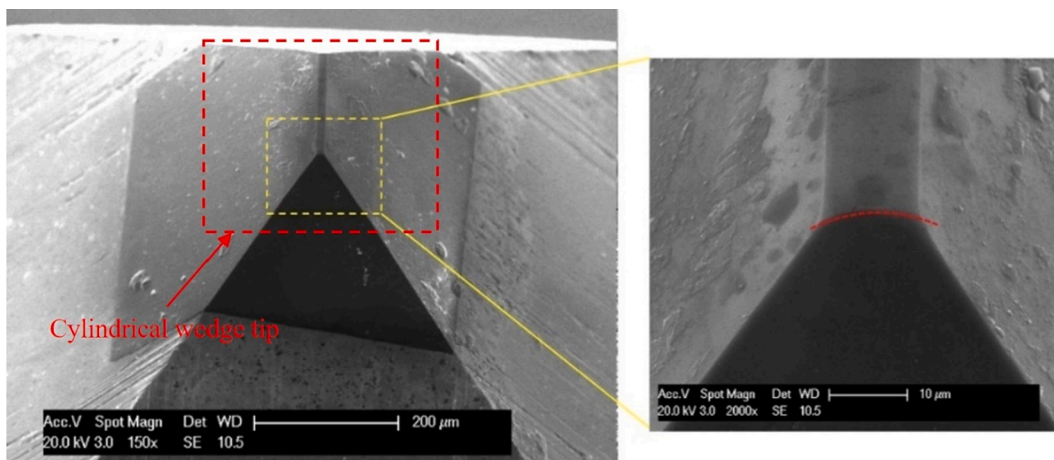 Cylindrical wedge tip
Acc.V Spot Magn Det WD 200 μm
20.0 kV 3.0 150x SE 10.5
Acc.V Spot Magn Det WD 10 μm
20.0 kV 3.0 2000x SE 10.5